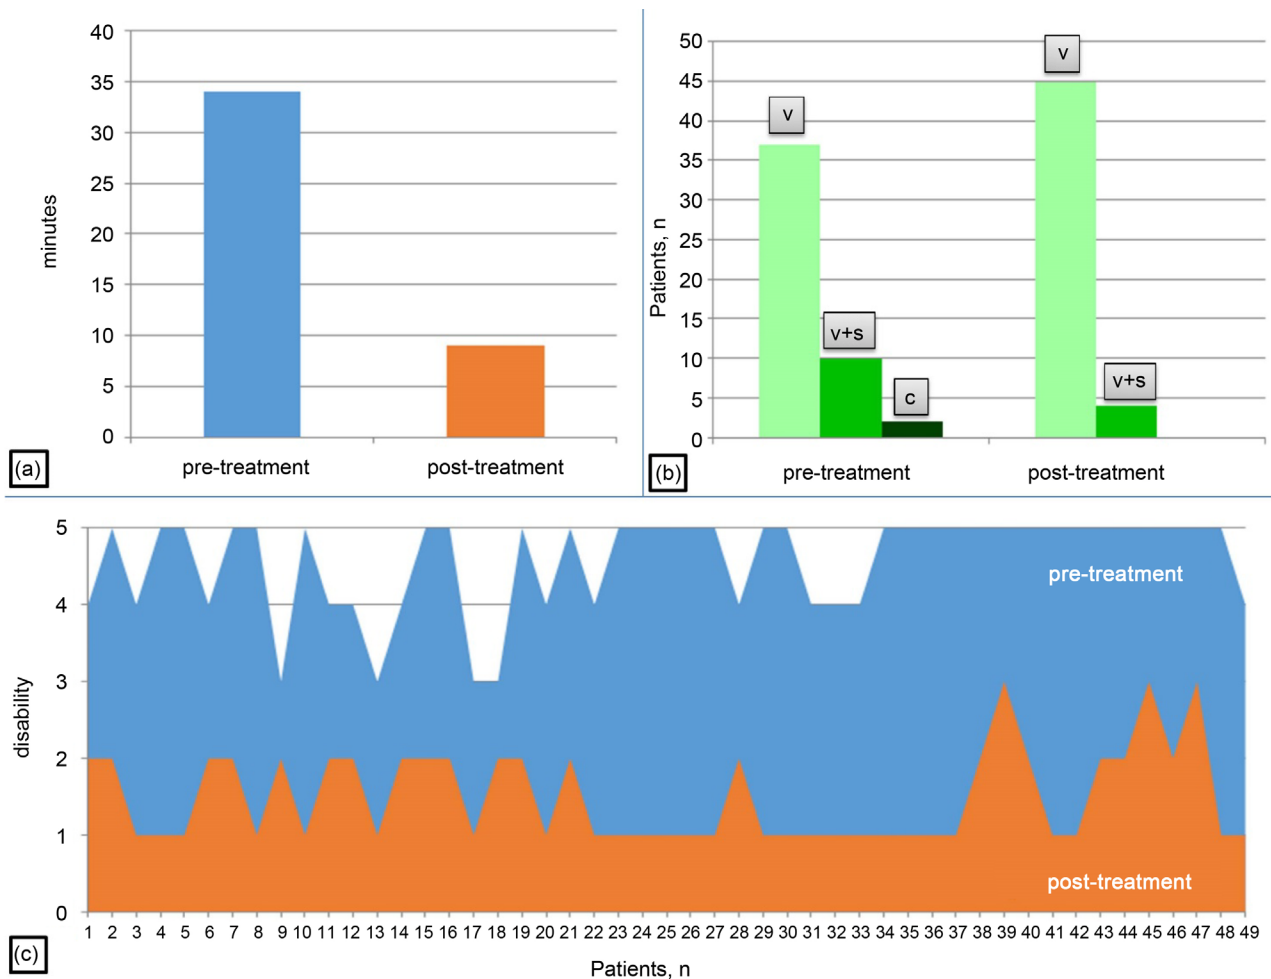 40
35
30
25
20
15
10
5
0
minutes
pre-treatment post-treatment
(a)
50
45
40
35
30
25
20
15
10
5
0
Patients, n
v
v+s
c
v
v+s
pre-treatment post-treatment
(b)
5
4
3
2
1
0
disability
pre-treatment
post-treatment
1 2 3 4 5 6 7 8 9 10 11 12 13 14 15 16 17 18 19 20 21 22 23 24 25 26 27 28 29 30 31 32 33 34 35 36 37 38 39 40 41 42 43 44 45 46 47 48 49
(c)
Patients, n